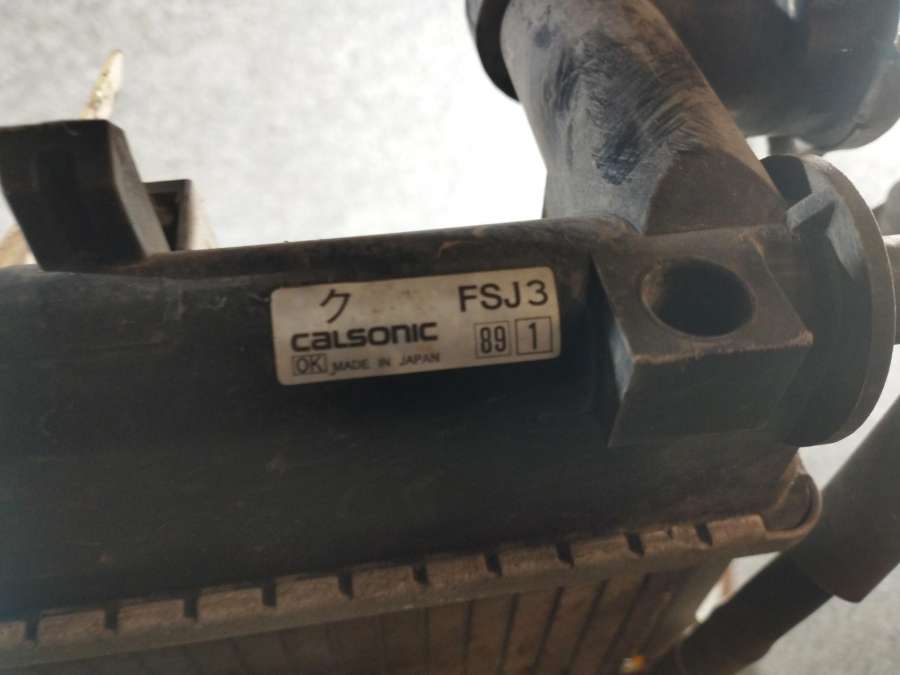 ク FSJ3
calsonic 89 1
OK MADE IN JAPAN